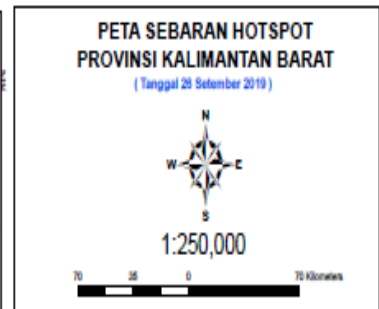 PETA SEBARAN HOTSPOT
PROVINSI KALIMANTAN BARAT
( Tanggal 26 Setember 2019 )
N
W E
S
1:250,000
70 35 0 70 Kilometers